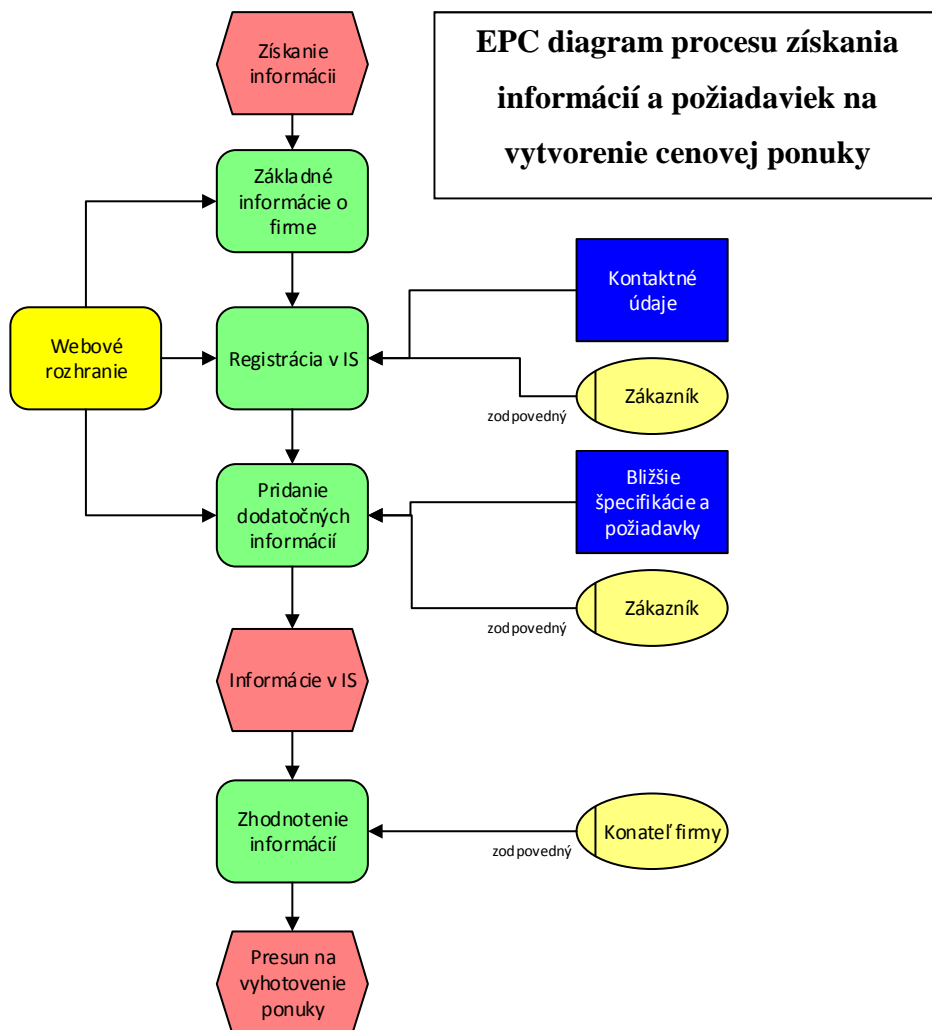 EPC diagram procesu získania
informácií a požiadaviek na
vytvorenie cenovej ponuky
Získanie
informácii
Základné
informácie o
firme
Kontaktné
údaje
Webové
rozhranie
Registrácia v IS
Zákazník
zodpovedný
Pridanie
dodatočných
informácií
Bližšie
špecifikácie a
požiadavky
Zákazník
zodpovedný
Informácie v IS
Zhodnotenie
informácií
Konateľ firmy
zodpovedný
Presun na
vyhotovenie
ponuky